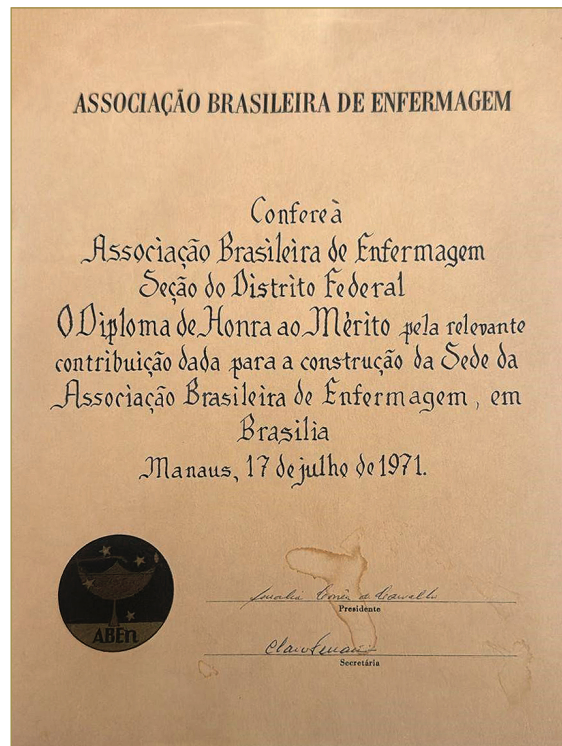 ASSOCIAÇÃO BRASILEIRA DE ENFERMAGEM
Confere à
Associação Brasileira de Enfermagem
Seção do Distrito Federal
O Diploma de Honra ao Mérito pela relevante
contribuição dada para a construção da Sede da
Associação Brasileira de Enfermagem, em
Brasilia
Manaus, 17 de julho de 1971.
ABEn
de Carvalho
Presidente
Secretária